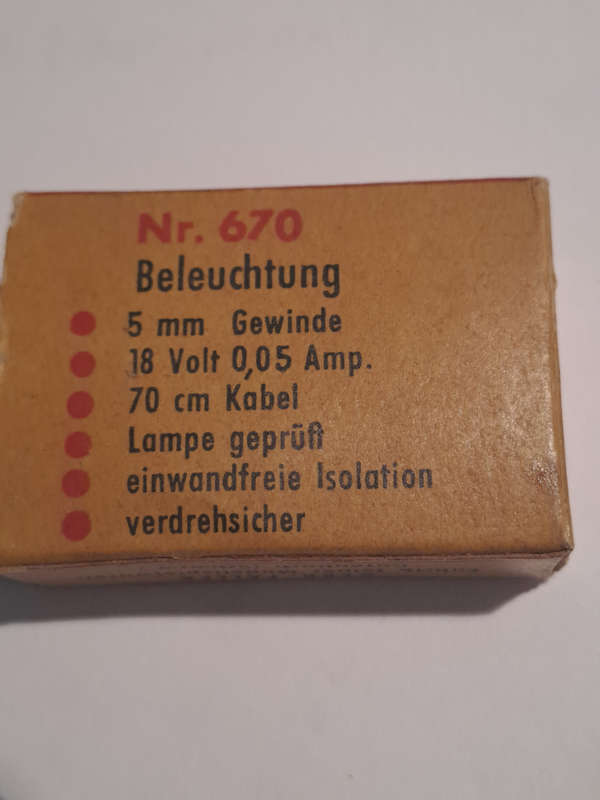 Nr. 670
Beleuchtung
5 mm Gewinde
18 Volt 0,05 Amp.
70 cm Kabel
Lampe geprüft
einwandfreie Isolation
verdrehsicher